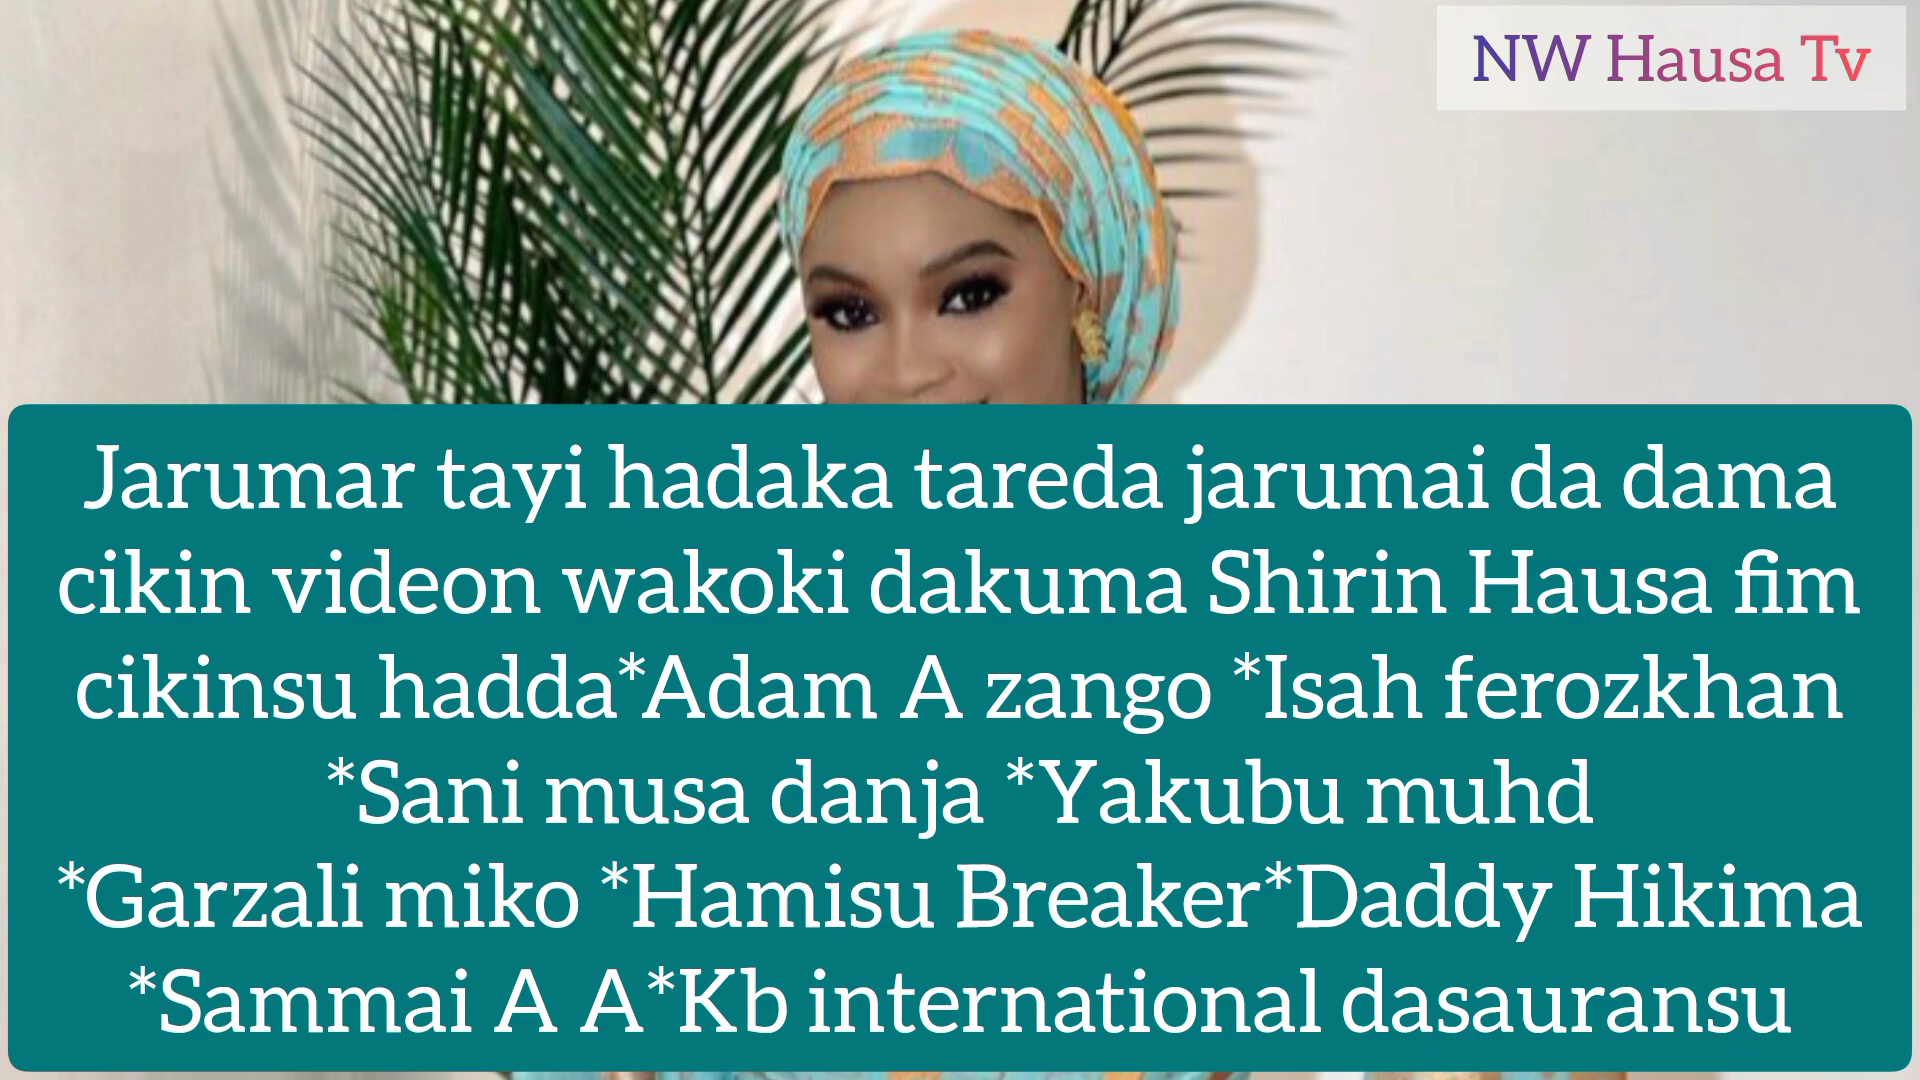 NW Hausa Tv
Jarumar tayi hadaka tareda jarumai da dama
cikin videon wakoki dakuma Shirin Hausa fim
cikinsu hadda*Adam A zango *Isah ferozkhan
*Sani musa danja *Yakubu muhd
*Garzali miko *Hamisu Breaker*Daddy Hikima
*Sammai A A*Kb international dasauransu